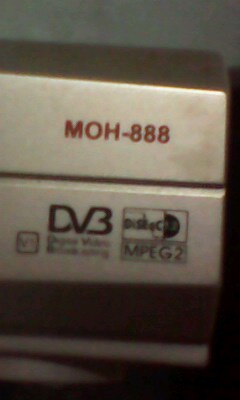 MOH-888
DVB
Digital Video
Broadcasting
MPEG2